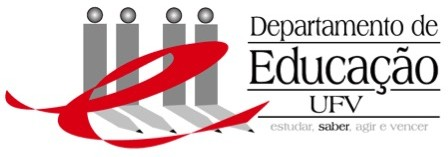 Departamento de
Educação
UFV
estudar, saber, agir e vencer